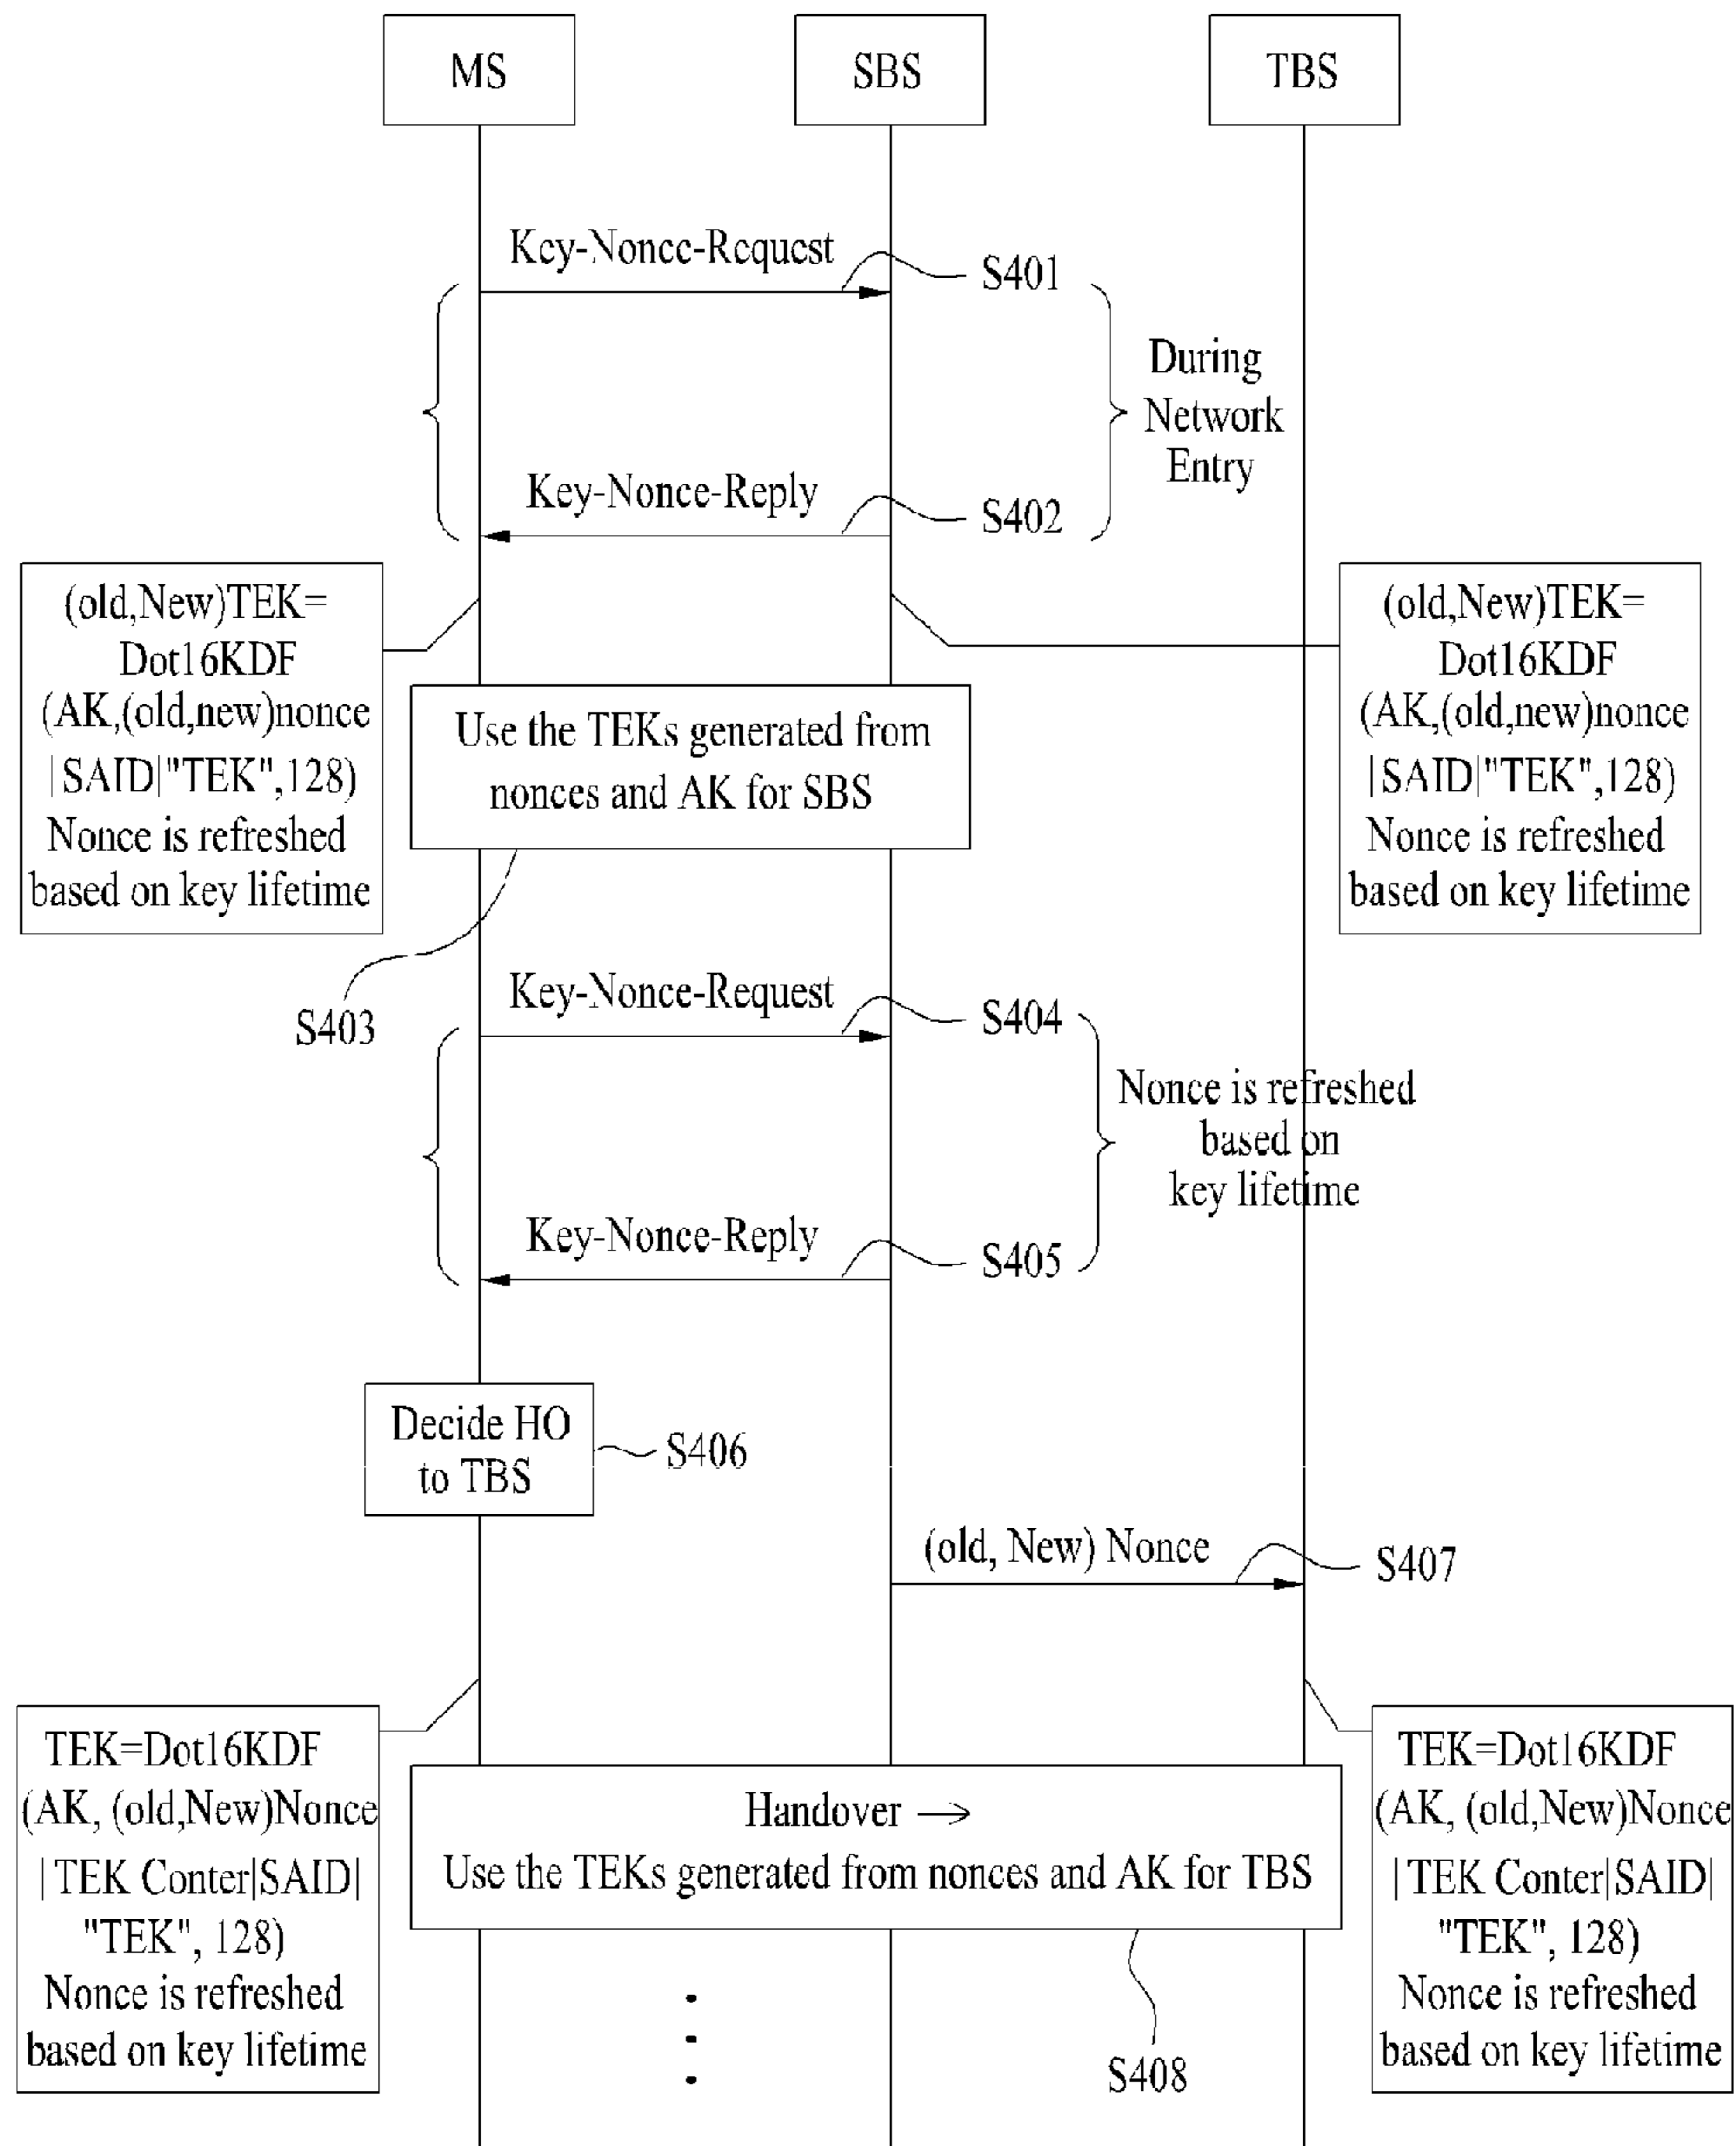 MS
SBS
TBS
Key-Nonce-Request
S401
During
Network
Entry
Key-Nonce-Reply
S402
(old,New)TEK=
Dot16KDF
(AK,(old,new)nonce
|SAID|"TEK",128)
Nonce is refreshed
based on key lifetime
(old,New)TEK=
Dot16KDF
(AK,(old,new)nonce
|SAID|"TEK",128)
Nonce is refreshed
based on key lifetime
Use the TEKs generated from
nonces and AK for SBS
S403
Key-Nonce-Request
S404
Nonce is refreshed
based on
key lifetime
Key-Nonce-Reply
S405
Decide HO
to TBS
S406
(old, New) Nonce
S407
TEK=Dot16KDF
(AK, (old,New)Nonce
|TEK Conter|SAID|
"TEK", 128)
Nonce is refreshed
based on key lifetime
Handover →
Use the TEKs generated from nonces and AK for TBS
S408
TEK=Dot16KDF
(AK, (old,New)Nonce
|TEK Conter|SAID|
"TEK", 128)
Nonce is refreshed
based on key lifetime